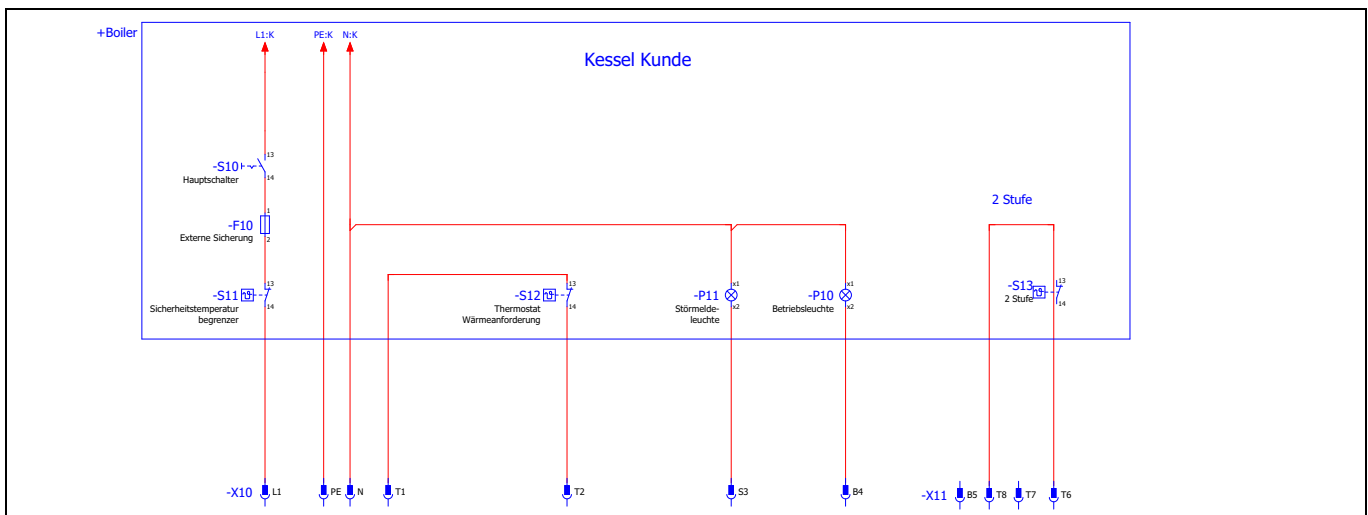 +Boiler
L1:K
PE:K
N:K
Kessel Kunde
-S10
13
14
Hauptschalter
2 Stufe
-F10
1
2
Externe Sicherung
-S11
13
14
Sicherheitstemperatur
begrenzer
-S12
13
14
Thermostat
Wärmeanforderung
-P11
x1
x2
Störmelde-
leuchte
-P10
x1
x2
Betriebsleuchte
-S13
13
14
2 Stufe
-X10
L1
PE
N
T1
T2
S3
B4
-X11
B5
T8
T7
T6